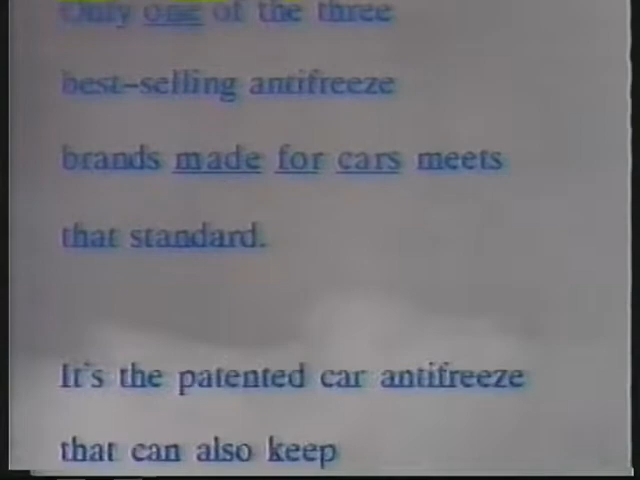 Only one of the three
best-selling antifreeze
brands made for cars meets
that standard.
It's the patented car antifreeze
that can also keep